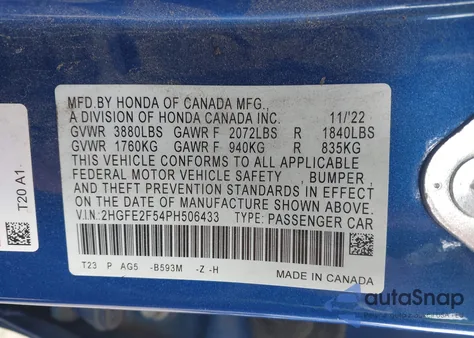 MFD.BY HONDA OF CANADA MFG.,
A DIVISION OF HONDA CANADA INC. 11/'22
GVWR 3880LBS GAWR F 2072LBS R 1840LBS
GVWR 1760KG GAWR F 940KG R 835KG
THIS VEHICLE CONFORMS TO ALL APPLICABLE
FEDERAL MOTOR VEHICLE SAFETY , BUMPER ,
AND THEFT PREVENTION STANDARDS IN EFFECT
ON THE DATE OF MANUFACTURE SHOWN ABOVE.
V.I.N: 2HGFE2F54PH506433 TYPE: PASSENGER CAR
T23 P AG5 -B593M -Z -H
MADE IN CANADA
T20 A1
autoSnap